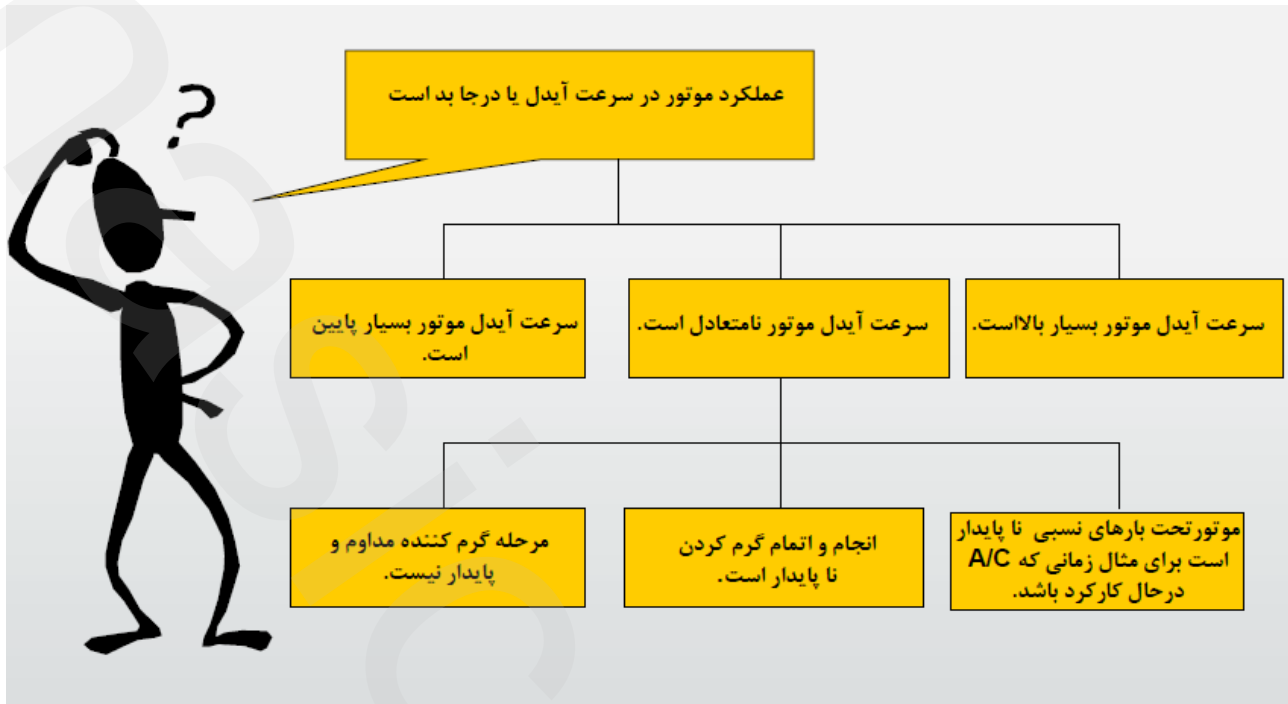 عملکرد موتور در سرعت آیدل یا درجا بد است
سرعت آیدل موتور بسیار بالااست.
سرعت آیدل موتور نامتعادل است.
سرعت آیدل موتور بسیار پایین
است.
موتورتحت بارهای نسبی نا پایدار
است برای مثال زمانی که A/C
درحال کارکرد باشد.
انجام و اتمام گرم کردن
نا پایدار است.
مرحله گرم کننده مداوم و
پایدار نیست.
?